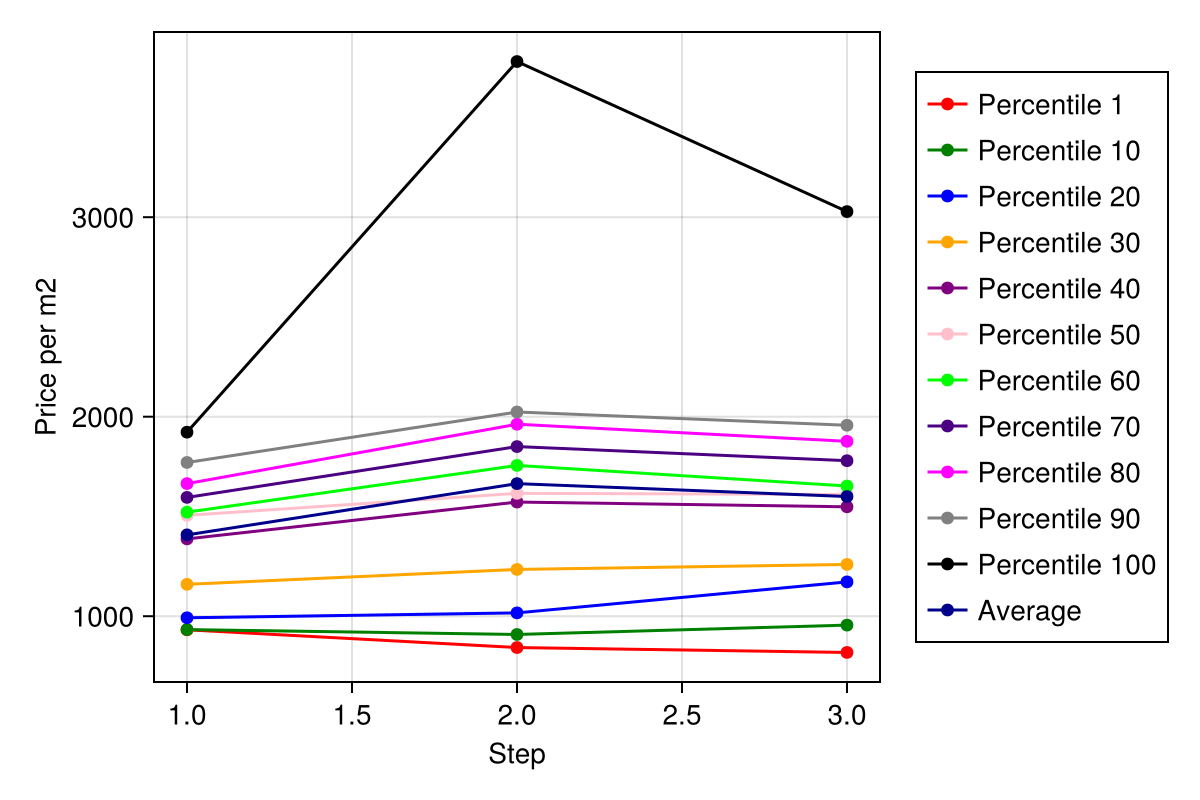 3000
2000
1000
Price per m2
1.0
1.5
2.0
2.5
3.0
Step
Percentile 1
Percentile 10
Percentile 20
Percentile 30
Percentile 40
Percentile 50
Percentile 60
Percentile 70
Percentile 80
Percentile 90
Percentile 100
Average